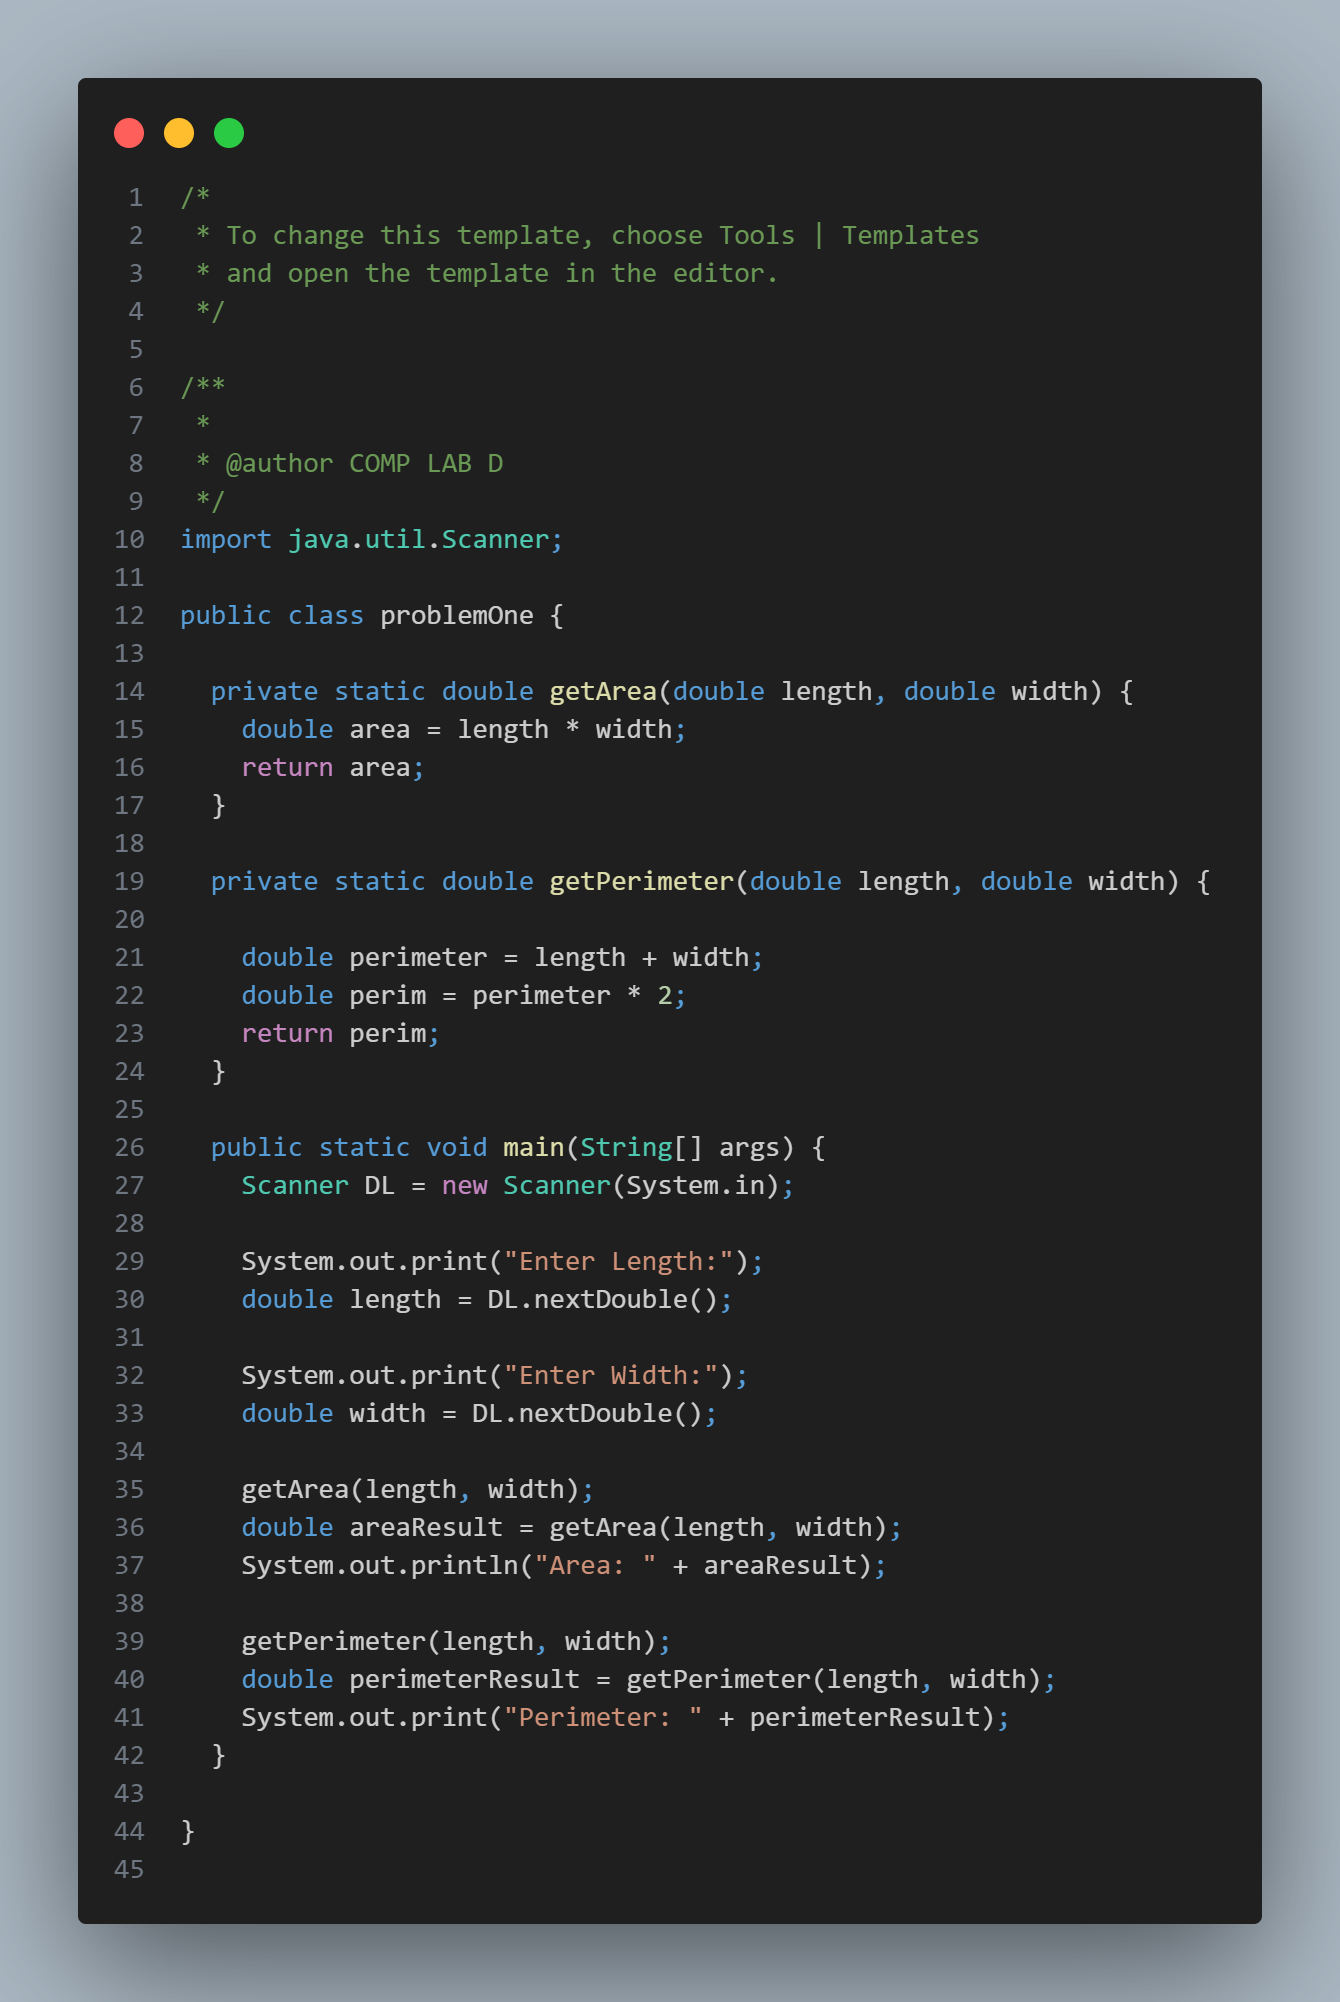 1 /*
2  * To change this template, choose Tools | Templates
3  * and open the template in the editor.
4  */
5
6 /**
7  *
8  * @author COMP LAB D
9  */
10 import java.util.Scanner;
11
12 public class problemOne {
13
14   private static double getArea(double length, double width) {
15     double area = length * width;
16     return area;
17   }
18
19   private static double getPerimeter(double length, double width) {
20
21     double perimeter = length + width;
22     double perim = perimeter * 2;
23     return perim;
24   }
25
26   public static void main(String[] args) {
27     Scanner DL = new Scanner(System.in);
28
29     System.out.print("Enter Length:");
30     double length = DL.nextDouble();
31
32     System.out.print("Enter Width:");
33     double width = DL.nextDouble();
34
35     getArea(length, width);
36     double areaResult = getArea(length, width);
37     System.out.println("Area: " + areaResult);
38
39     getPerimeter(length, width);
40     double perimeterResult = getPerimeter(length, width);
41     System.out.print("Perimeter: " + perimeterResult);
42   }
43
44 }
45